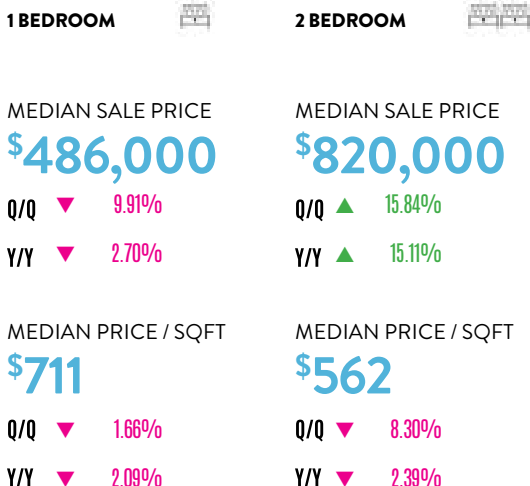 1 BEDROOM
MEDIAN SALE PRICE
$486,000
Q/Q ▼ 9.91%
Y/Y ▼ 2.70%
MEDIAN PRICE / SQFT
$711
Q/Q ▼ 1.66%
Y/Y ▼ 2.09%
2 BEDROOM
MEDIAN SALE PRICE
$820,000
Q/Q ▲ 15.84%
Y/Y ▲ 15.11%
MEDIAN PRICE / SQFT
$562
Q/Q ▼ 8.30%
Y/Y ▼ 2.39%